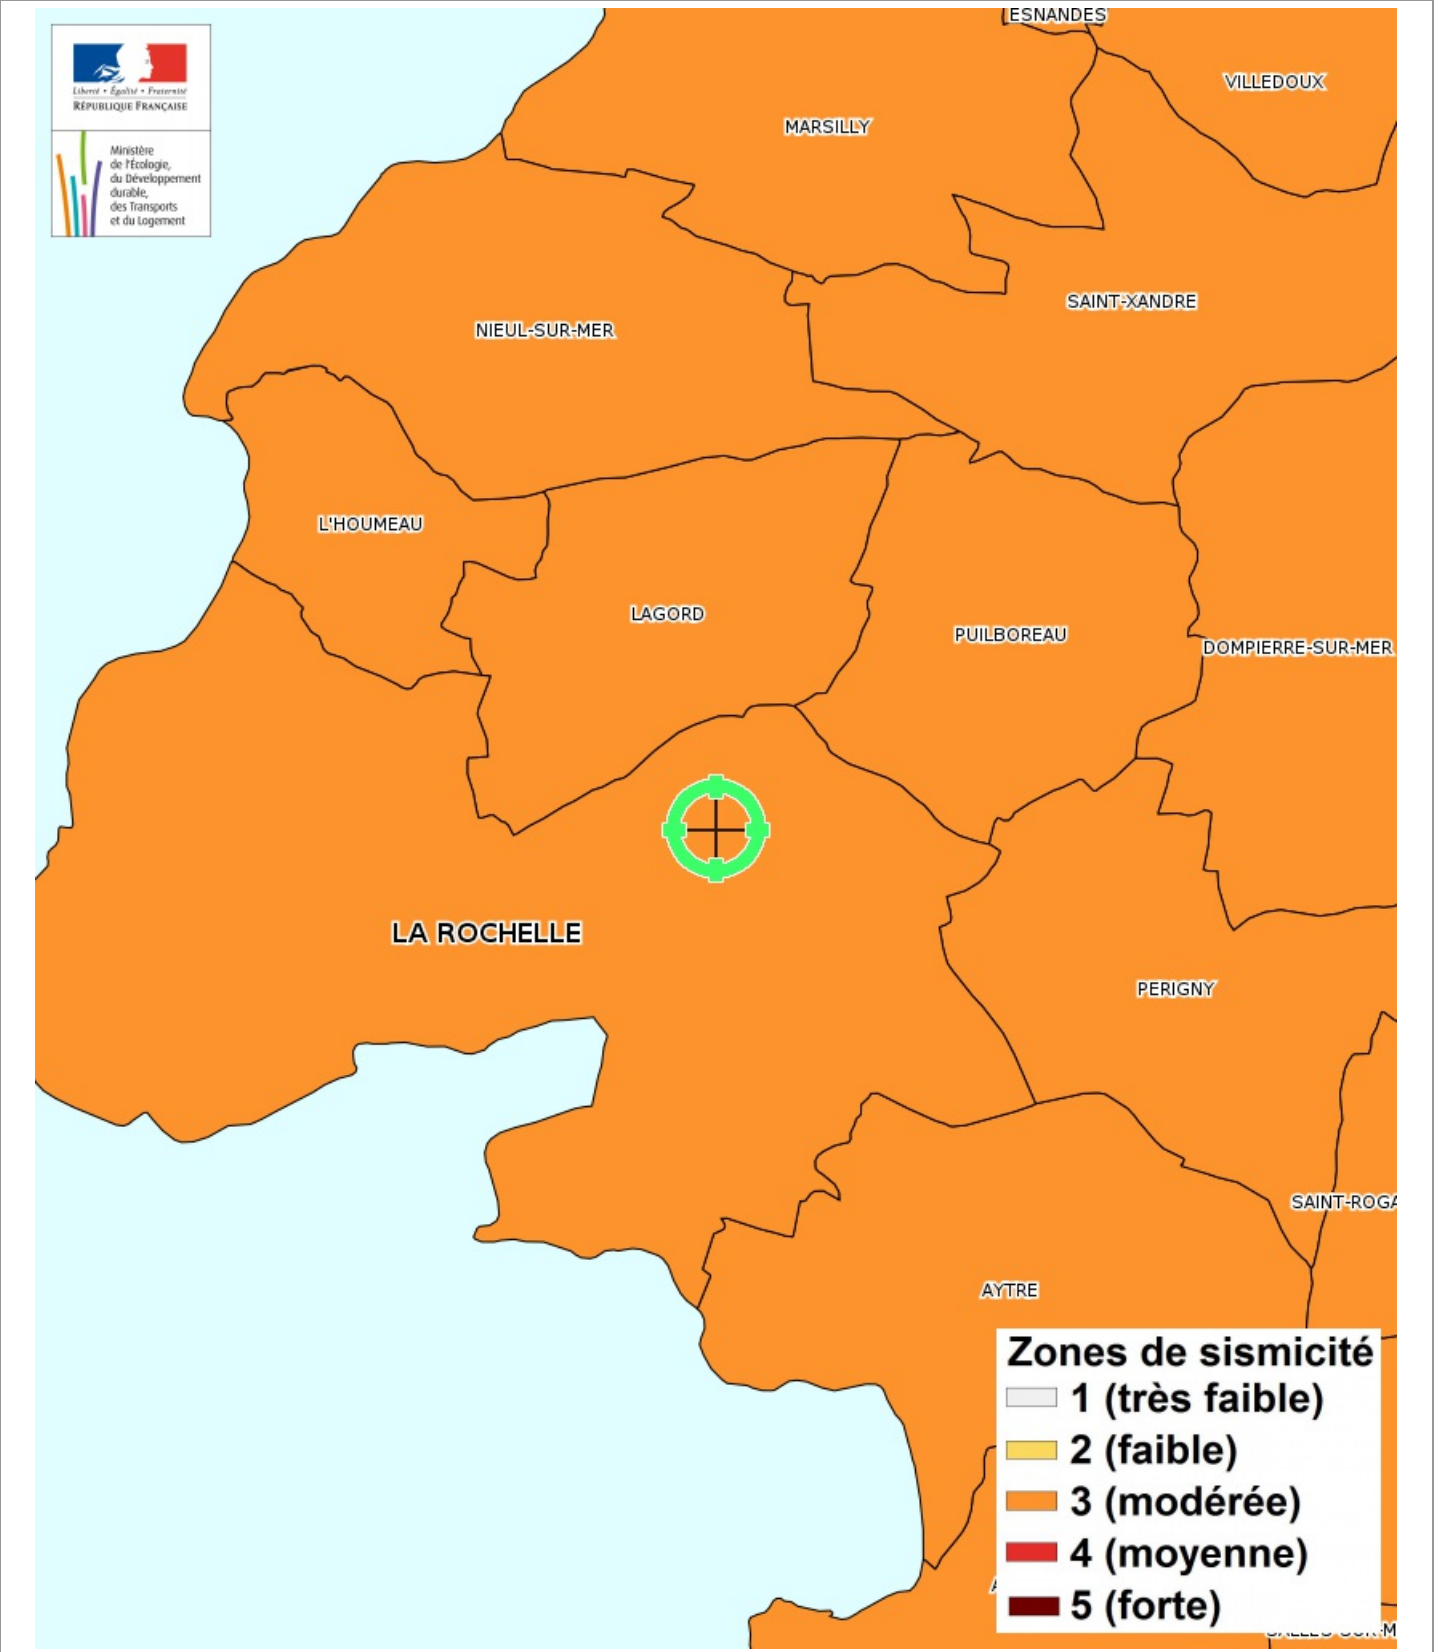 Liberté • Égalité • Fraternité
RÉPUBLIQUE FRANÇAISE
Ministère
de l'Écologie,
du Développement
durable,
des Transports
et du Logement
ESNANDES
VILLEDOUX
MARSILLY
SAINT-XANDRE
NIEUL-SUR-MER
L'HOUMEAU
LAGORD
PUILBOREAU
DOMPIERRE-SUR-MER
LA ROCHELLE
PERIGNY
SAINT-ROGA
AYTRE
Zones de sismicité
1 (très faible)
2 (faible)
3 (modérée)
4 (moyenne)
5 (forte)